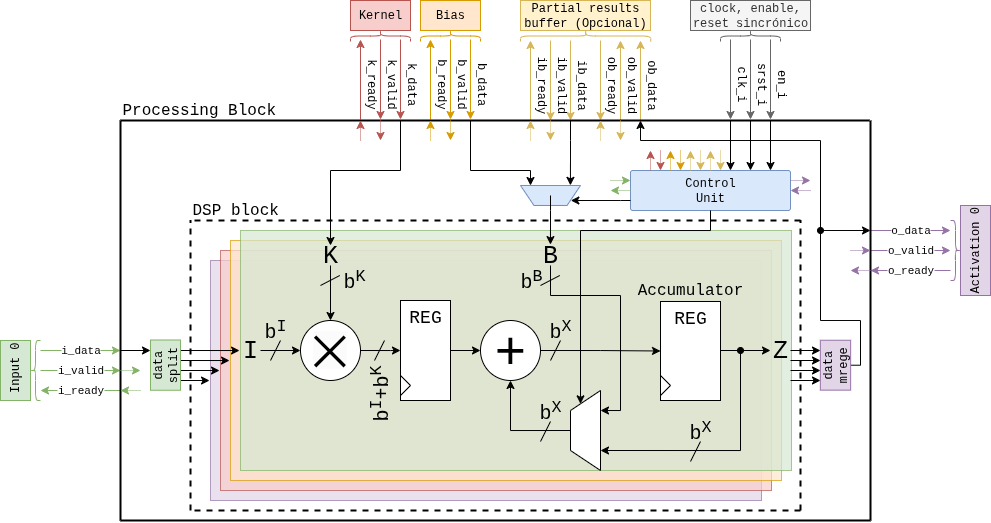 Kernel
Bias
Partial results
buffer (Opcional)
clock, enable,
reset sincrónico
k_ready
k_valid
k_data
b_ready
b_valid
b_data
ib_ready
ib_valid
ib_data
ob_ready
ob_valid
ob_data
clk_i
srst_i
en_i
Processing Block
Control
Unit
DSP block
K
B
b^K
b^B
Accumulator
o_data
o_valid
o_ready
Activation 0
REG
REG
Input 0
i_data
i_valid
i_ready
data
split
I
b^I
b^I+b^K
b^X
Z
data
mrege
b^X
b^X